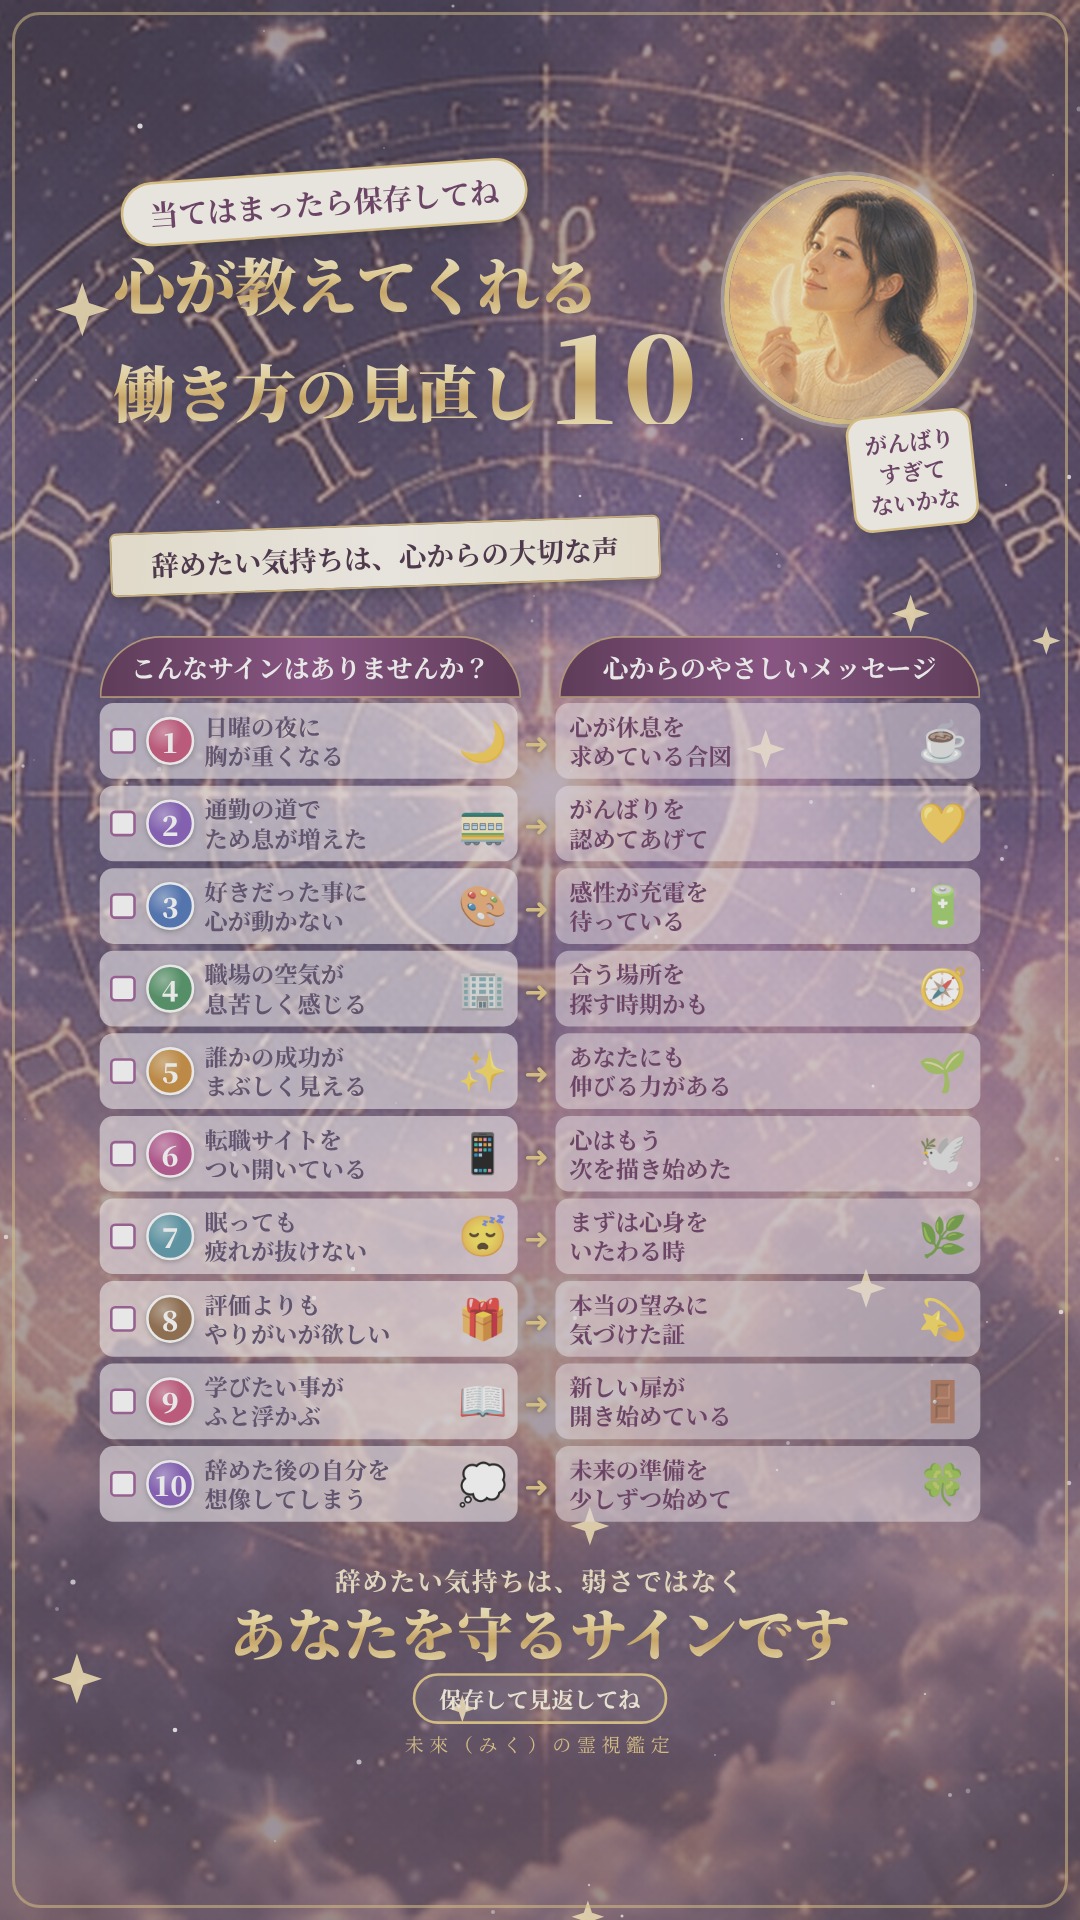 当てはまったら保存してね
心が教えてくれる
働き方の見直し10
がんばり
すぎて
ないかな
辞めたい気持ちは、心からの大切な声
こんなサインはありませんか？
心からのやさしいメッセージ
1 日曜の夜に
胸が重くなる
→
心が休息を
求めている合図
2 通勤の道で
ため息が増えた
→
がんばりを
認めてあげて
3 好きだった事に
心が動かない
→
感性が充電を
待っている
4 職場の空気が
息苦しく感じる
→
合う場所を
探す時期かも
5 誰かの成功が
まぶしく見える
→
あなたにも
伸びる力がある
6 転職サイトを
つい開いている
→
心はもう
次を描き始めた
7 眠っても
疲れが抜けない
→
まずは心身を
いたわる時
8 評価よりも
やりがいが欲しい
→
本当の望みに
気づけた証
9 学びたい事が
ふと浮かぶ
→
新しい扉が
開き始めている
10 辞めた後の自分を
想像してしまう
→
未来の準備を
少しずつ始めて
辞めたい気持ちは、弱さではなく
あなたを守るサインです
保存して見返してね
未來（みく）の霊視鑑定